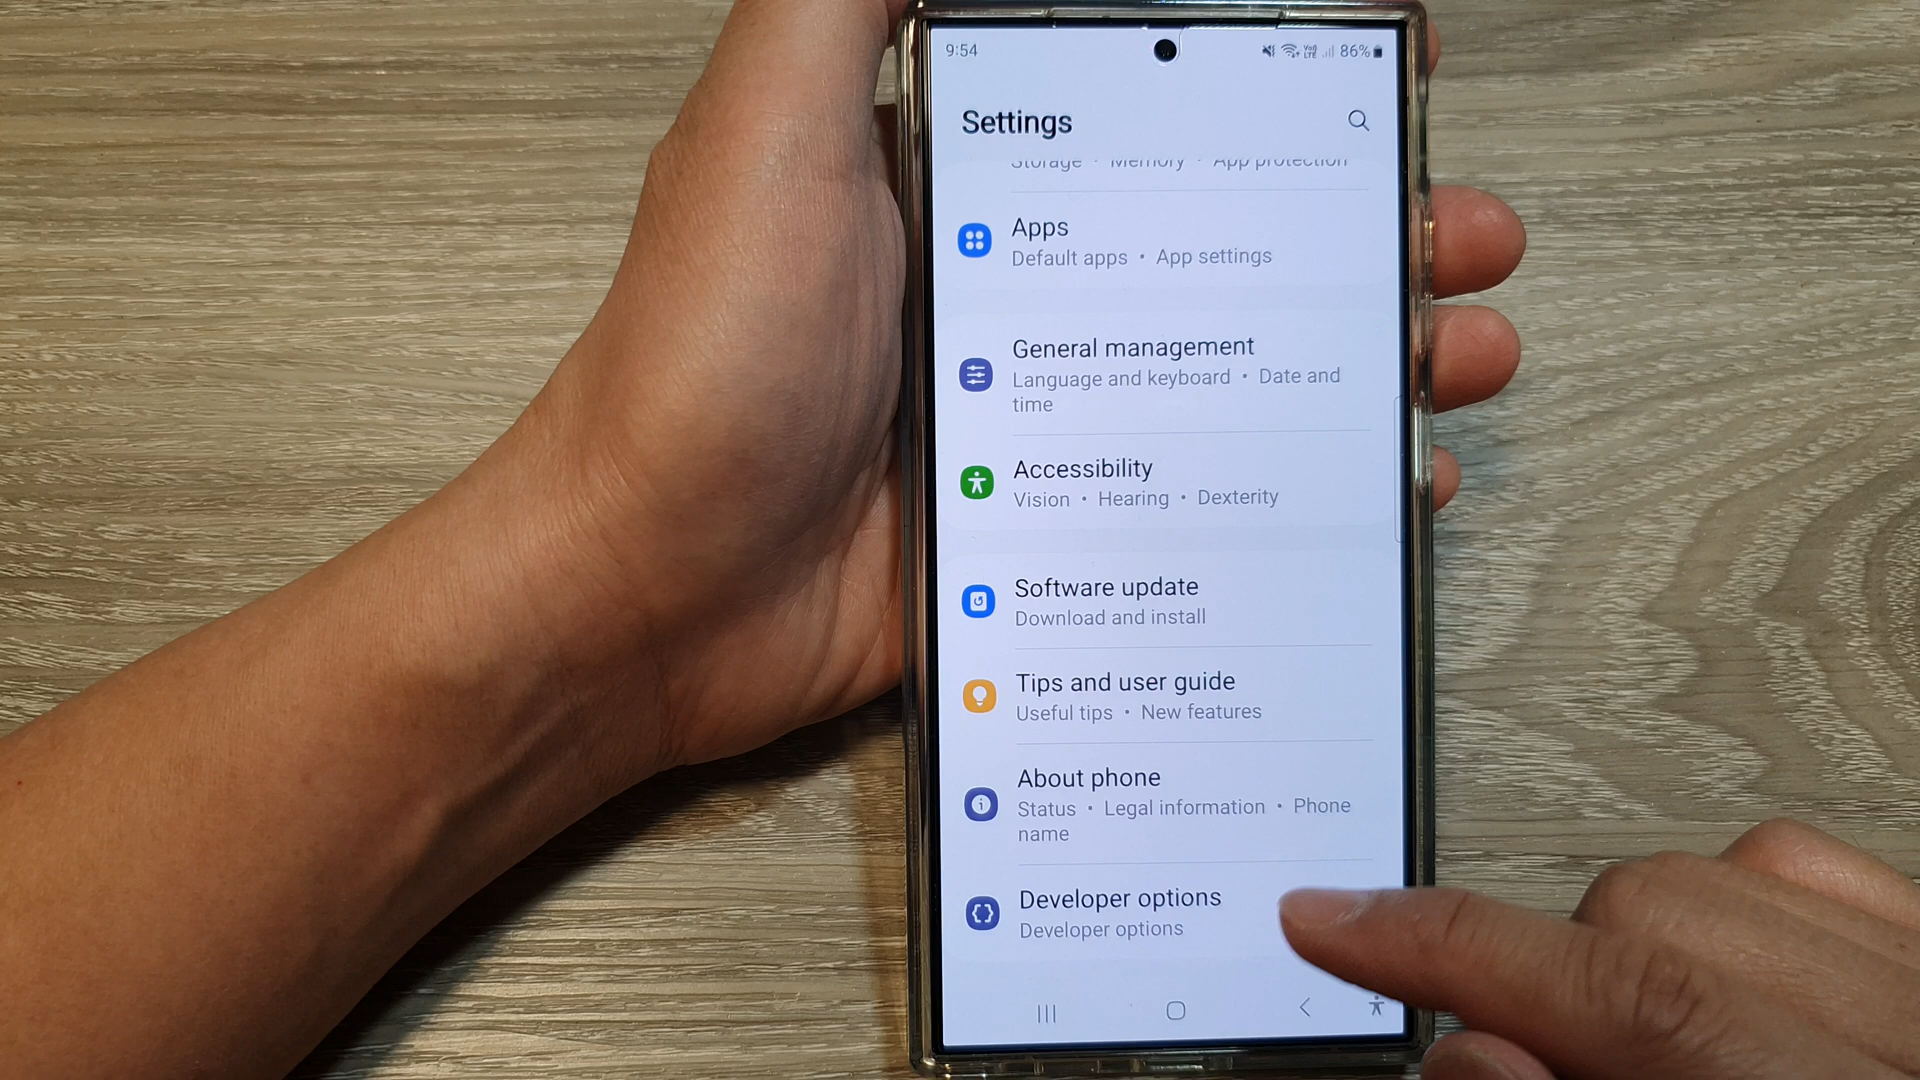 9:54
Vo)) LTE 86%
Settings
Storage • Memory • App protection
Apps
Default apps • App settings
General management
Language and keyboard • Date and
time
Accessibility
Vision • Hearing • Dexterity
Software update
Download and install
Tips and user guide
Useful tips • New features
About phone
Status • Legal information • Phone
name
Developer options
Developer options